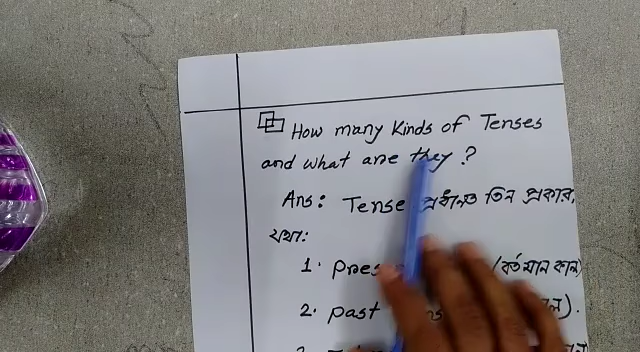 How many Kinds of Tenses
and what are they?
Ans: Tense প্রধানত তিন প্রকার,
যথা:
1. (বর্তমান কাল
2. past